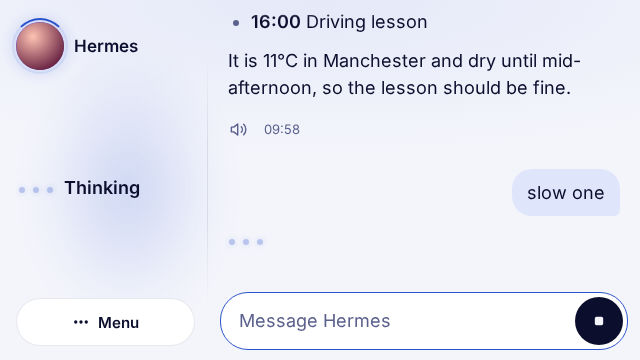 Hermes
Thinking
Menu
16:00 Driving lesson
It is 11°C in Manchester and dry until mid-
afternoon, so the lesson should be fine.
09:58
slow one
Message Hermes